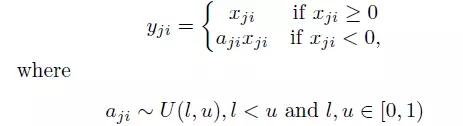 y_{ji} = { x_{ji} if x_{ji} ≥ 0
a_{ji}x_{ji} if x_{ji} < 0,
where
a_{ji} ∼ U(l, u), l < u and l, u ∈ [0, 1)